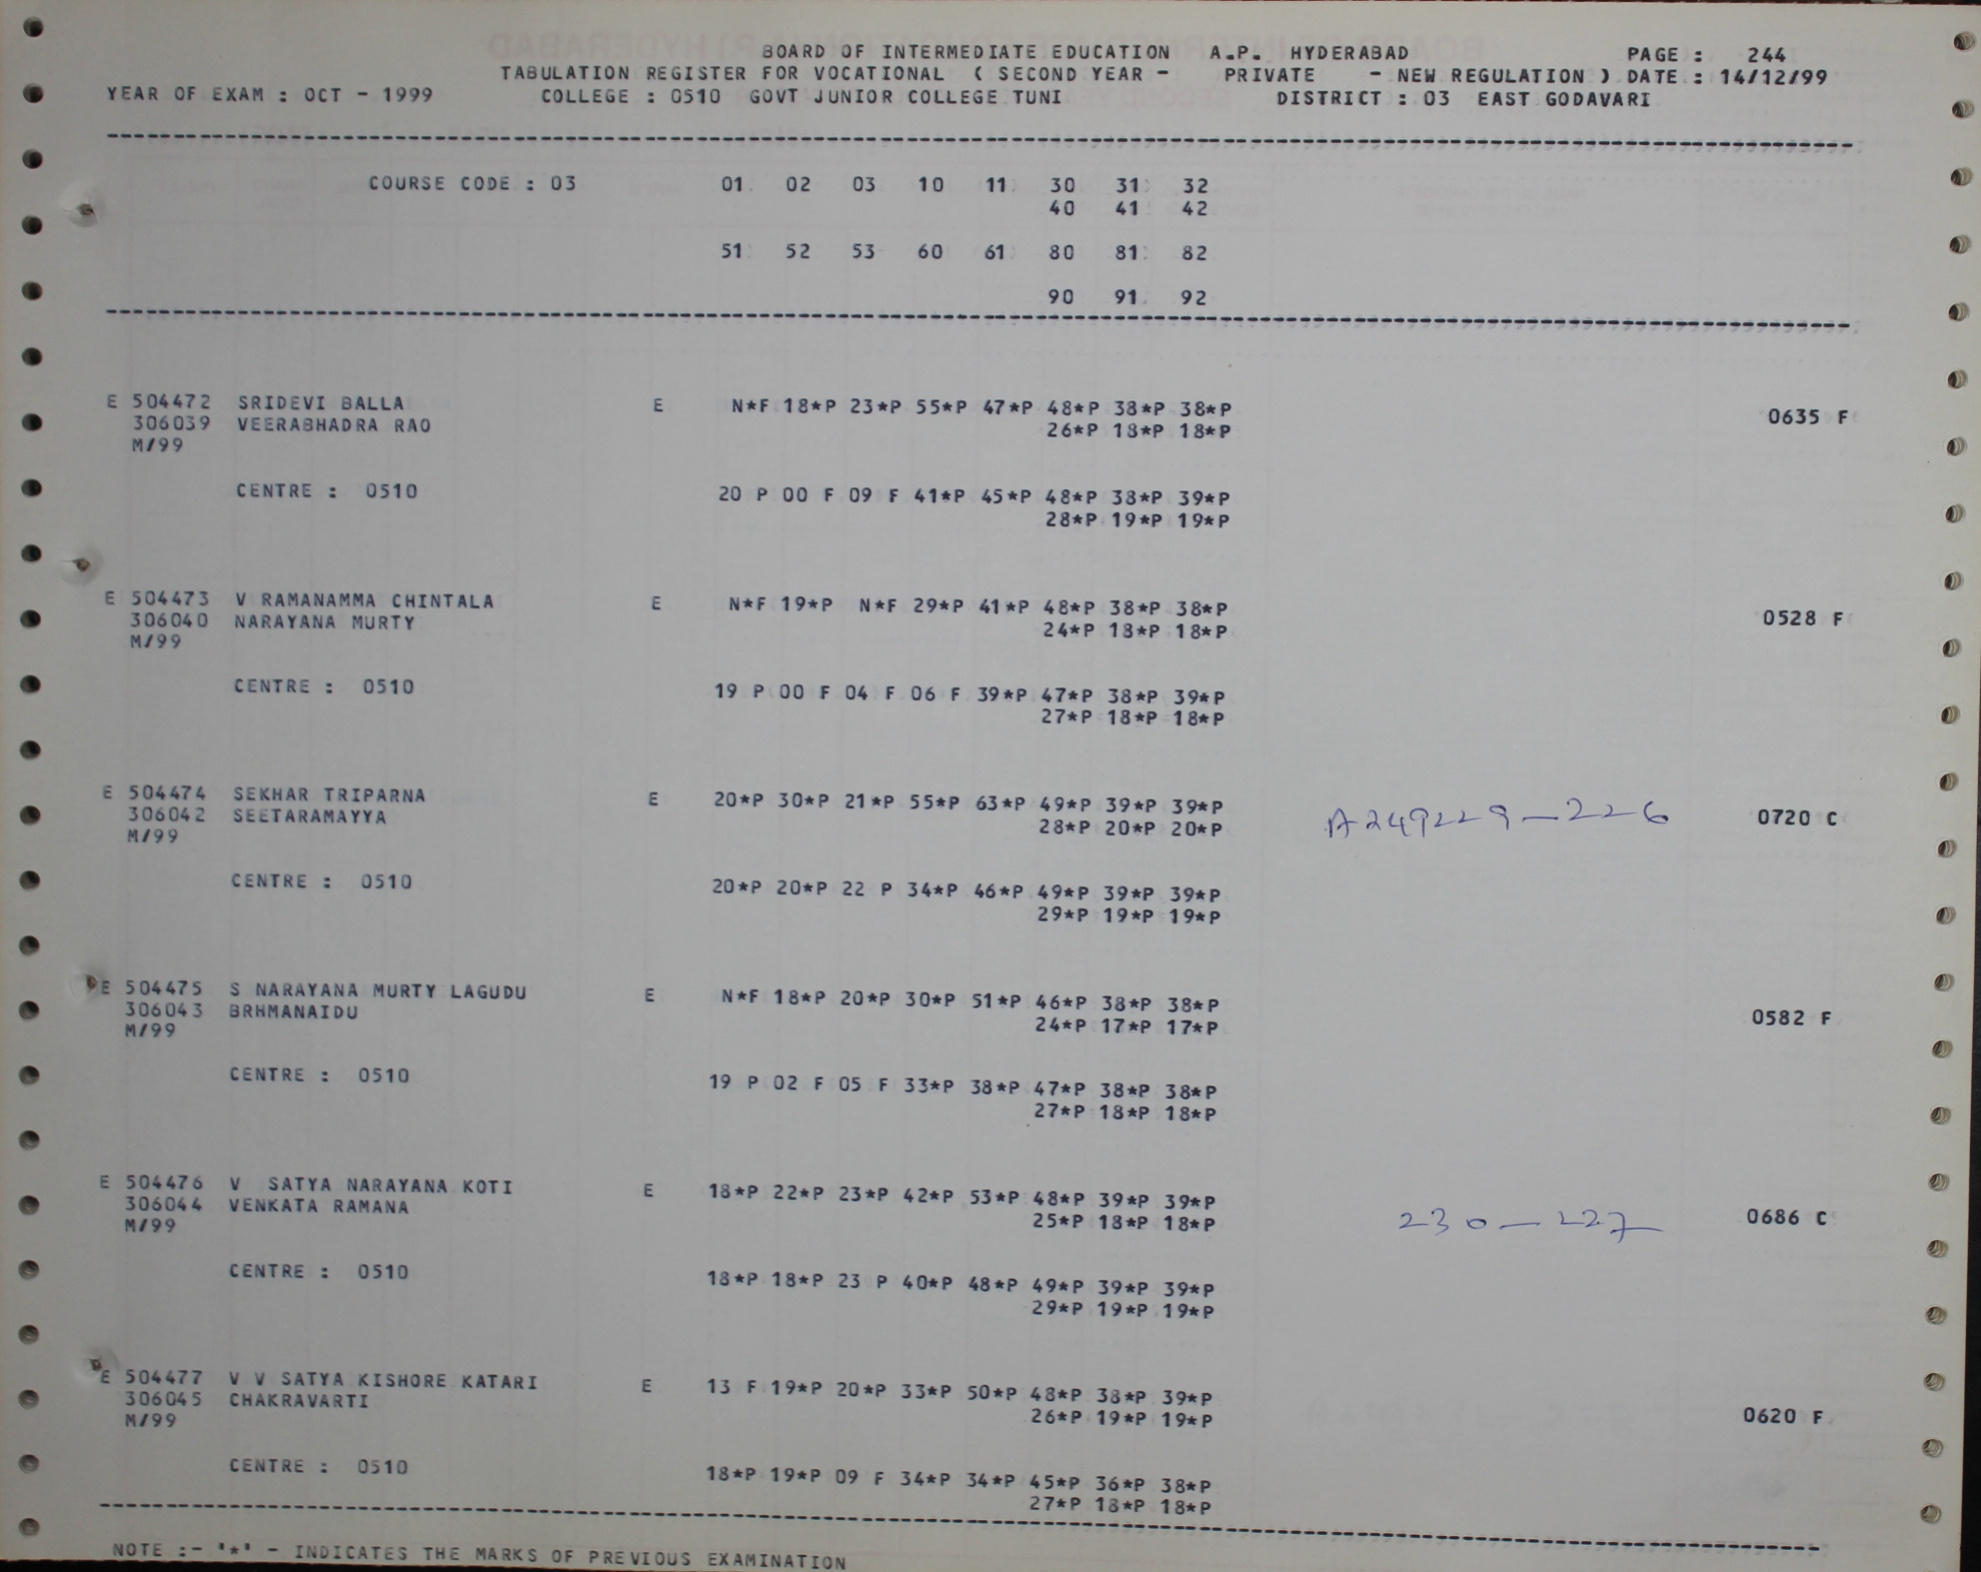 BOARD OF INTERMEDIATE EDUCATION A.P. HYDERABAD PAGE : 244
TABULATION REGISTER FOR VOCATIONAL ( SECOND YEAR - PRIVATE - NEW REGULATION ) DATE : 14/12/99
YEAR OF EXAM : OCT - 1999 COLLEGE : 0510 GOVT JUNIOR COLLEGE TUNI DISTRICT : 03 EAST GODAVARI
COURSE CODE : 03 01 02 03 10 11 30 31 32
40 41 42
51 52 53 60 61 80 81 82
90 91 92
E 504472 SRIDEVI BALLA E N*F 18*P 23*P 55*P 47*P 48*P 38*P 38*P
306039 VEERABHADRA RAO 26*P 18*P 18*P 0635 F
M/99
CENTRE : 0510 20 P 00 F 09 F 41*P 45*P 48*P 38*P 39*P
28*P 19*P 19*P
E 504473 V RAMANAMMA CHINTALA E N*F 19*P N*F 29*P 41*P 48*P 38*P 38*P
306040 NARAYANA MURTY 24*P 18*P 18*P 0528 F
M/99
CENTRE : 0510 19 P 00 F 04 F 06 F 39*P 47*P 38*P 39*P
27*P 18*P 18*P
E 504474 SEKHAR TRIPARNA E 20*P 30*P 21*P 55*P 63*P 49*P 39*P 39*P
306042 SEETARAMAYYA 28*P 20*P 20*P A249229-226 0720 C
M/99
CENTRE : 0510 20*P 20*P 22 P 34*P 46*P 49*P 39*P 39*P
29*P 19*P 19*P
E 504475 S NARAYANA MURTY LAGUDU E N*F 18*P 20*P 30*P 51*P 46*P 38*P 38*P
306043 BRHMANAIDU 24*P 17*P 17*P 0582 F
M/99
CENTRE : 0510 19 P 02 F 05 F 33*P 38*P 47*P 38*P 38*P
27*P 18*P 18*P
E 504476 V SATYA NARAYANA KOTI E 18*P 22*P 23*P 42*P 53*P 48*P 39*P 39*P
306044 VENKATA RAMANA 25*P 18*P 18*P 230-227 0686 C
M/99
CENTRE : 0510 18*P 18*P 23 P 40*P 48*P 49*P 39*P 39*P
29*P 19*P 19*P
E 504477 V V SATYA KISHORE KATARI E 13 F 19*P 20*P 33*P 50*P 48*P 38*P 39*P
306045 CHAKRAVARTI 26*P 19*P 19*P 0620 F
M/99
CENTRE : 0510 18*P 19*P 09 F 34*P 34*P 45*P 36*P 38*P
27*P 18*P 18*P
NOTE :- '*' - INDICATES THE MARKS OF PREVIOUS EXAMINATION